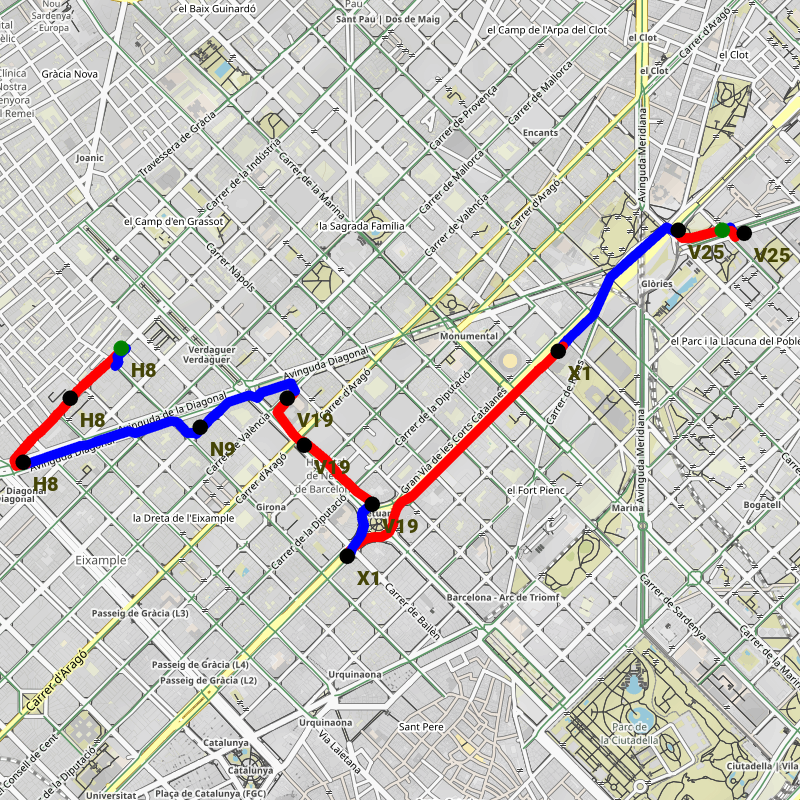 el Baix Guinardó
Nou
Sardenya-
Europa
Sant Pau | Dos de Maig
el Camp de l'Arpa del Clot
el Clot
el Clot
el Clot
Carrer d'Aragó
Gràcia Nova
Clínica
Nostra
Senyora
del Remei
Travessera de Gràcia
Carrer de Provença
Carrer de Mallorca
Encants
Avinguda Meridiana
Joanic
Carrer de la Indústria
Carrer de la Marina
Carrer de Mallorca
Carrer de València
Carrer d'Aragó
el Camp d'en Grassot
la Sagrada Família
Carrer Nàpols
V25
V25
Glòries
Monumental
el Parc i la Llacuna del Poble
Verdaguer
Verdaguer
Avinguda Diagonal
H8
X1
H8
Avinguda de la Diagonal
V19
Carrer d'Aragó
Carrer de la Diputació
Gran Via de les Corts Catalanes
N9
Carrer de València
Avinguda Diagonal
V19
H8
Diagonal
Diagonal
Carrer d'Aragó
de Barcelona
el Fort Pienc
Avinguda Meridiana
Marina
Bogatell
Girona
la Dreta de l'Eixample
Carrer de la Diputació
V19
Eixample
X1
Carrer de Bailèn
Barcelona - Arc de Triomf
Carrer de Sardenya
Passeig de Gràcia (L3)
Carrer de la Marina
Passeig de Gràcia (L4)
Passeig de Gràcia (L2)
Urquinaona
Carrer d'Aragó
Urquinaona
Sant Pere
Parc de
la Ciutadella
Via Laietana
Catalunya
Catalunya
Consell de Cent
Carrer de la Diputació
Ciutadella | Vila
Universitat
Plaça de Catalunya (FGC)